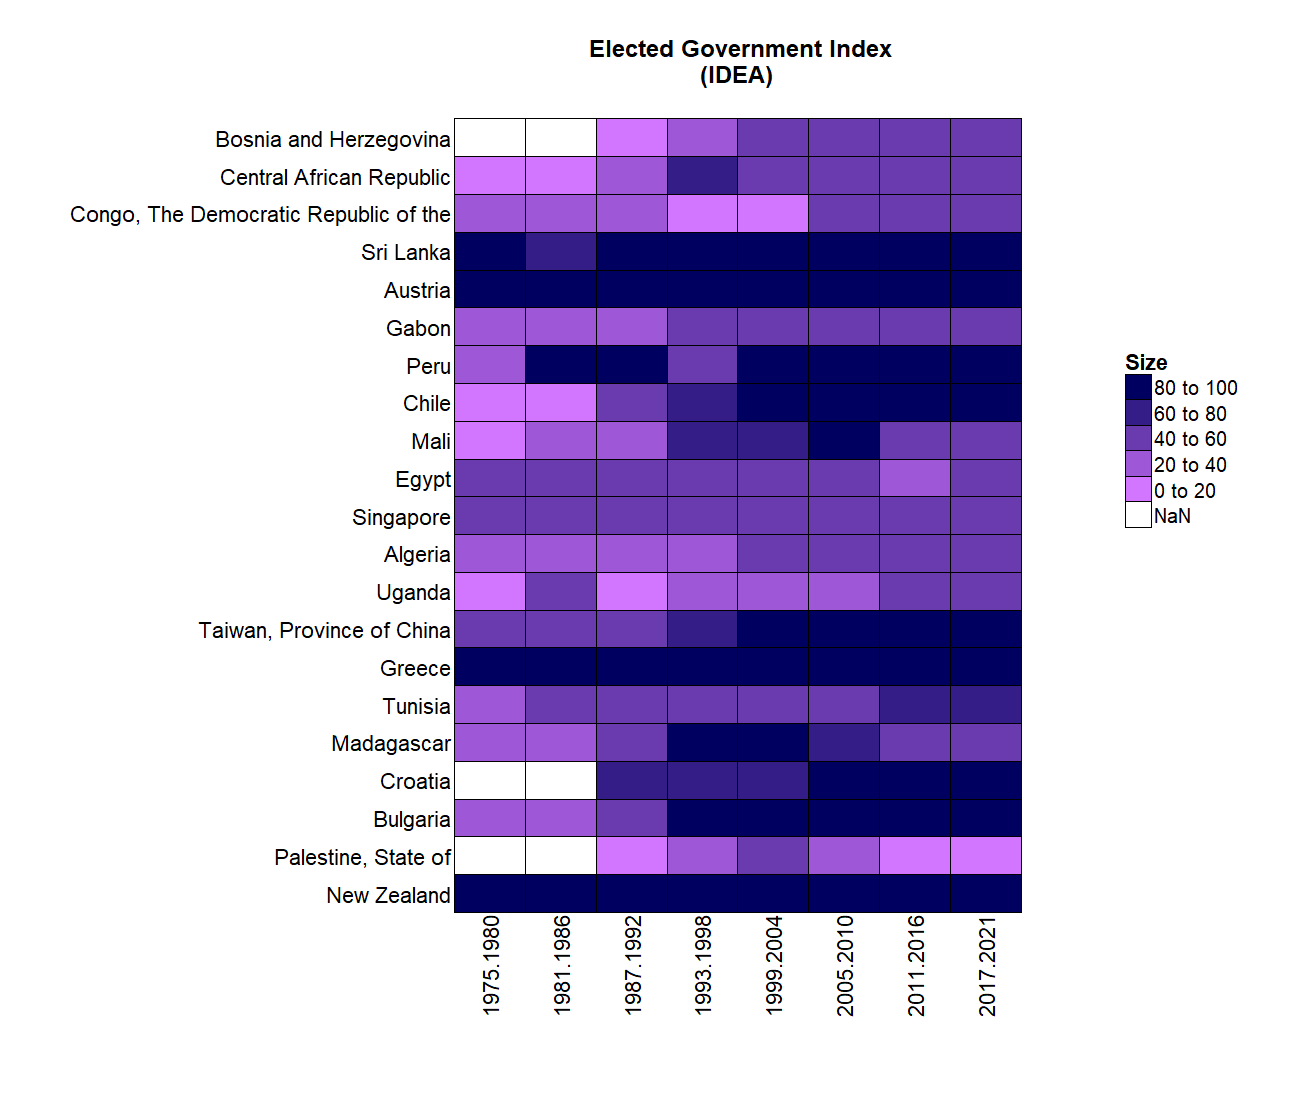 Elected Government Index
(IDEA)
Bosnia and Herzegovina
Central African Republic
Congo, The Democratic Republic of the
Sri Lanka
Austria
Gabon
Peru
Chile
Mali
Egypt
Singapore
Algeria
Uganda
Taiwan, Province of China
Greece
Tunisia
Madagascar
Croatia
Bulgaria
Palestine, State of
New Zealand
1975.1980
1981.1986
1987.1992
1993.1998
1999.2004
2005.2010
2011.2016
2017.2021
Size
80 to 100
60 to 80
40 to 60
20 to 40
0 to 20
NaN